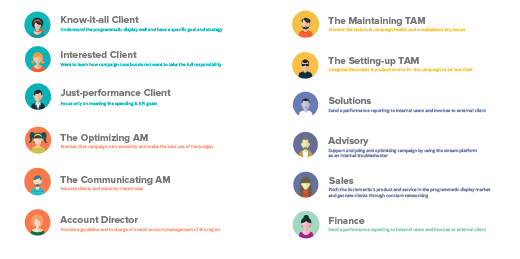 Know-it-all Client
Understand the programmatic display well and have a specific goal and strategy
Interested Client
Want to learn how campaign runs but do not want to take the full responsibility
Just-performance Client
Focus only on meeting the spending & KPI goals
The Optimizing AM
Monitor that campaign runs smoothly and make the best use of the budget
The Communicating AM
Educate clients and stand by client's side
Account Director
Provide a guideline and in charge of overall account management of the region
The Maintaining TAM
Monitor the technical campaign health and troubleshoot any issues
The Setting-up TAM
Integrate the scripts & product source for the campaign to be launched
Solutions
Send a performance reporting to internal users and invoices to external client
Advisory
Support analyzing and optimizing campaign by using the stream platform
as an internal troubleshooter
Sales
Pitch the Sociomantic's product and service in the programmatic display market
and get new clients through constant networking
Finance
Send a performance reporting to internal users and invoices to external client